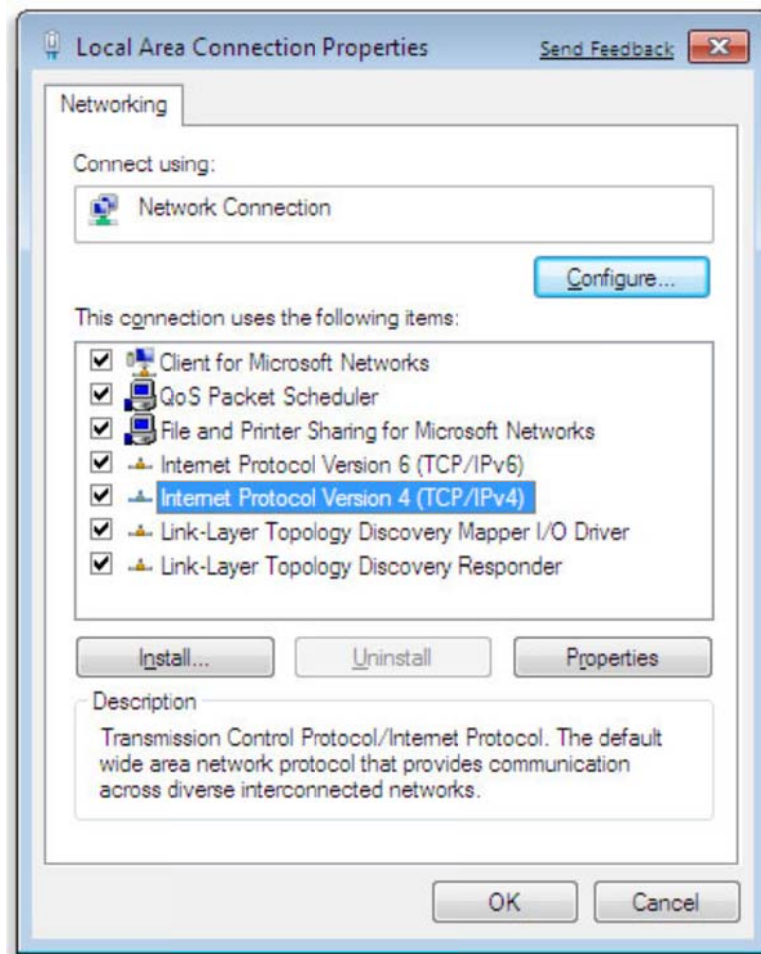 Local Area Connection Properties Send Feedback
Networking
Connect using:
Network Connection
Configure...
This connection uses the following items:
Client for Microsoft Networks
QoS Packet Scheduler
File and Printer Sharing for Microsoft Networks
Internet Protocol Version 6 (TCP/IPv6)
Internet Protocol Version 4 (TCP/IPv4)
Link-Layer Topology Discovery Mapper I/O Driver
Link-Layer Topology Discovery Responder
Install... Uninstall Properties
Description
Transmission Control Protocol/Internet Protocol. The default
wide area network protocol that provides communication
across diverse interconnected networks.
OK Cancel